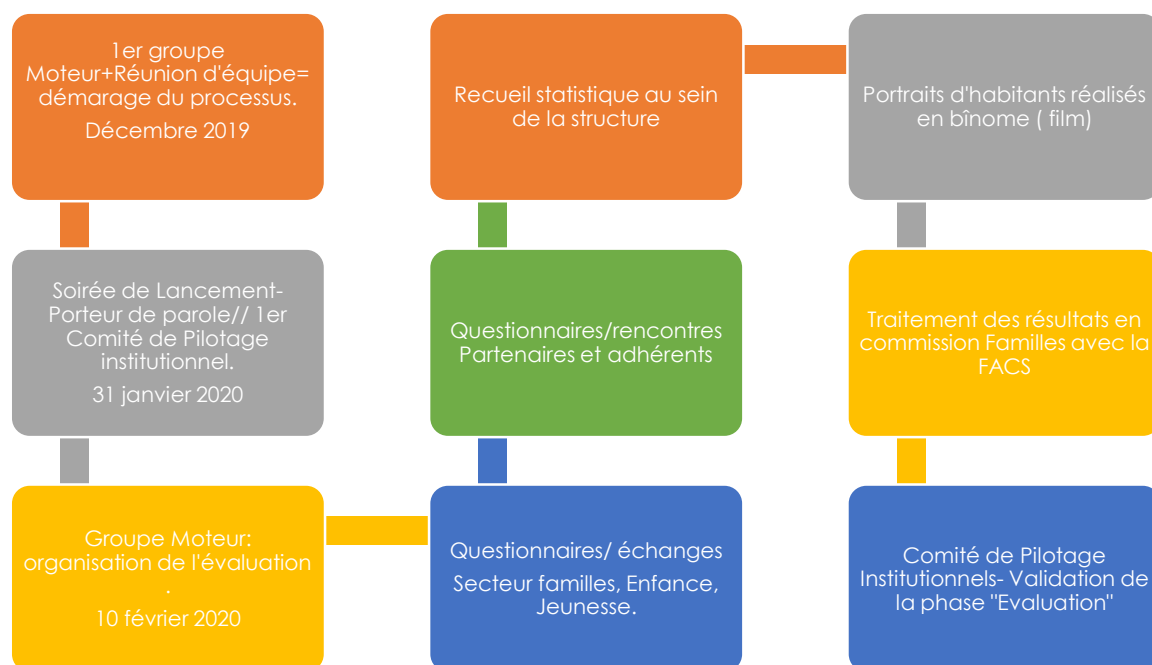 1er groupe
Moteur+Réunion d'équipe=
démarage du processus.
Décembre 2019
Soirée de Lancement-
Porteur de parole// 1er
Comité de Pilotage
institutionnel.
31 janvier 2020
Groupe Moteur:
organisation de l'évaluation
.
10 février 2020
Questionnaires/ échanges
Secteur familles, Enfance,
Jeunesse.
Questionnaires/rencontres
Partenaires et adhérents
Recueil statistique au sein
de la structure
Portraits d'habitants réalisés
en bînome ( film)
Traitement des résultats en
commission Familles avec la
FACS
Comité de Pilotage
Institutionnels- Validation de
la phase "Evaluation"